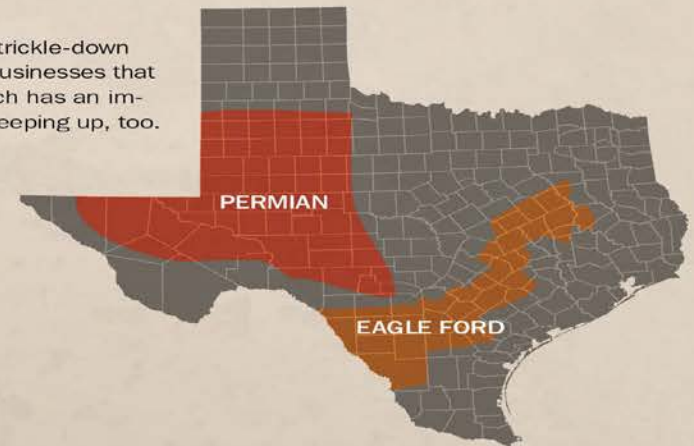 trickle-down
usinesses that
ch has an im-
eeping up, too.
PERMIAN
EAGLE FORD